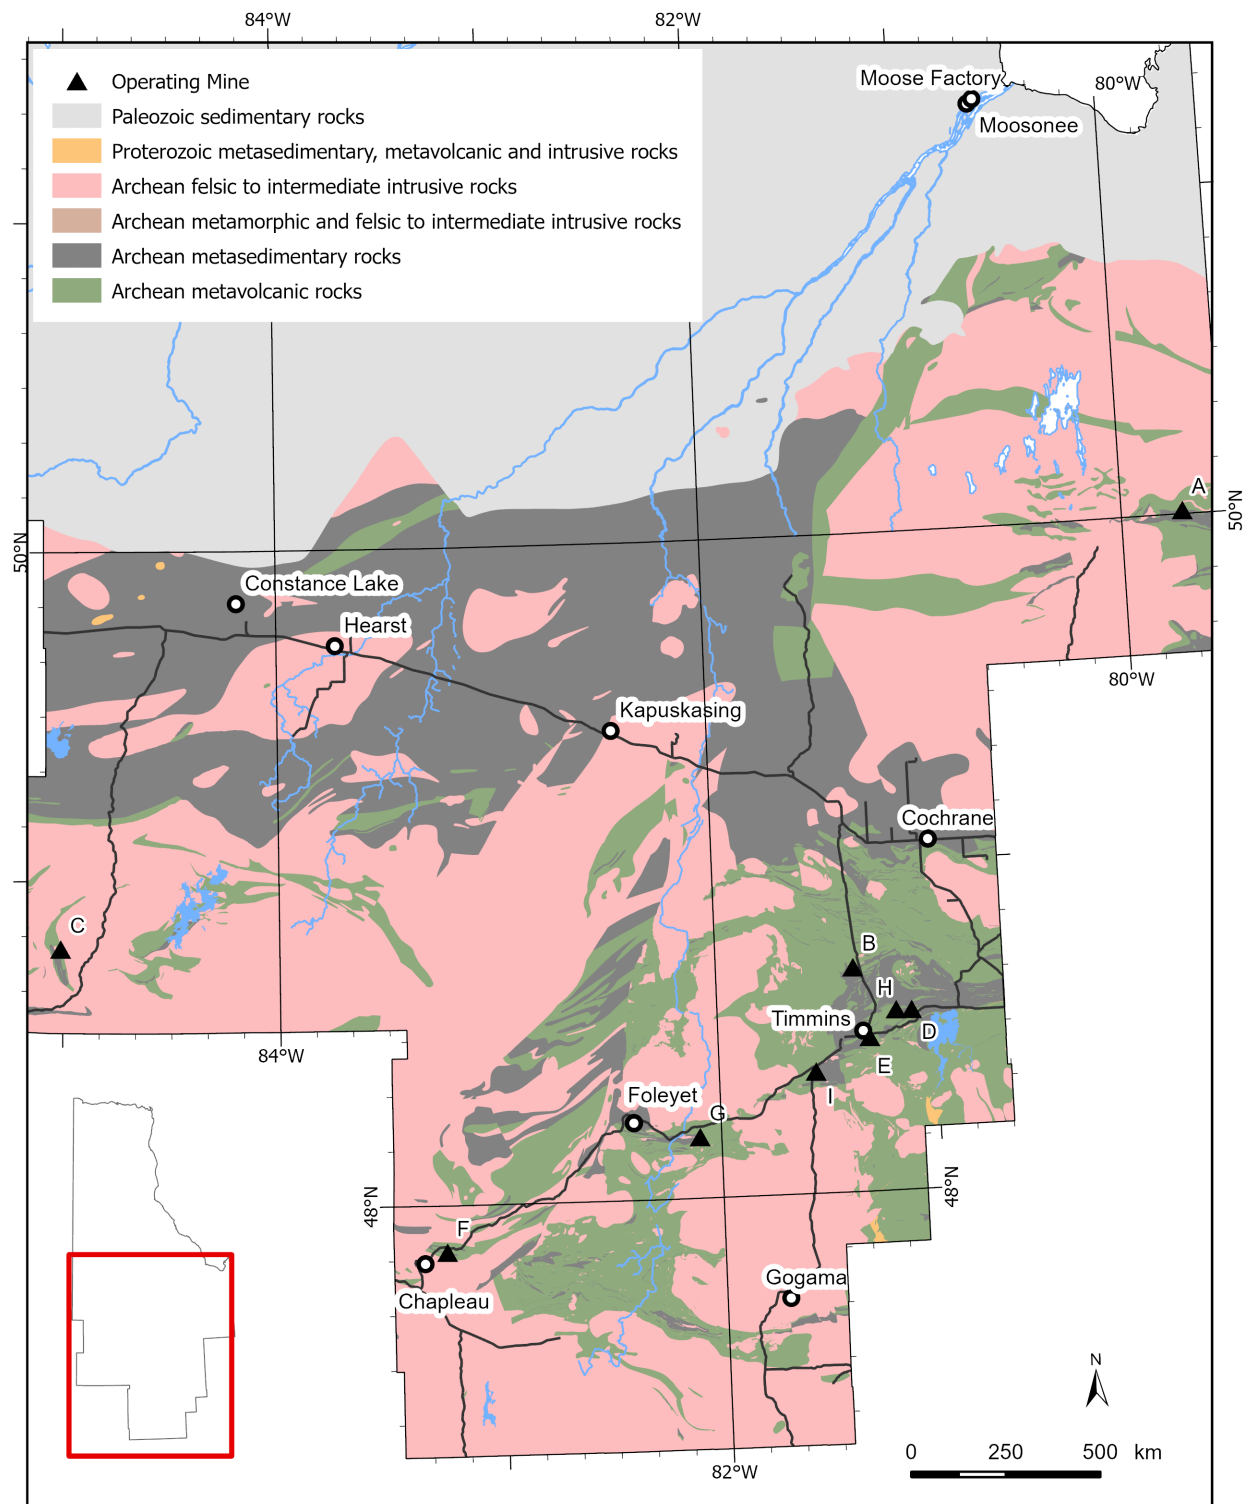 84°W
82°W
Operating Mine
Paleozoic sedimentary rocks
Proterozoic metasedimentary, metavolcanic and intrusive rocks
Archean felsic to intermediate intrusive rocks
Archean metamorphic and felsic to intermediate intrusive rocks
Archean metasedimentary rocks
Archean metavolcanic rocks
Moose Factory
80°W
Moosonee
A
50°N
50°N
Constance Lake
Hearst
80°W
Kapuskasing
Cochrane
C
B
H
Timmins
D
E
84°W
I
Foleyet
G
48°N
48°N
F
Gogama
Chapleau
N
82°W
0 250 500 km